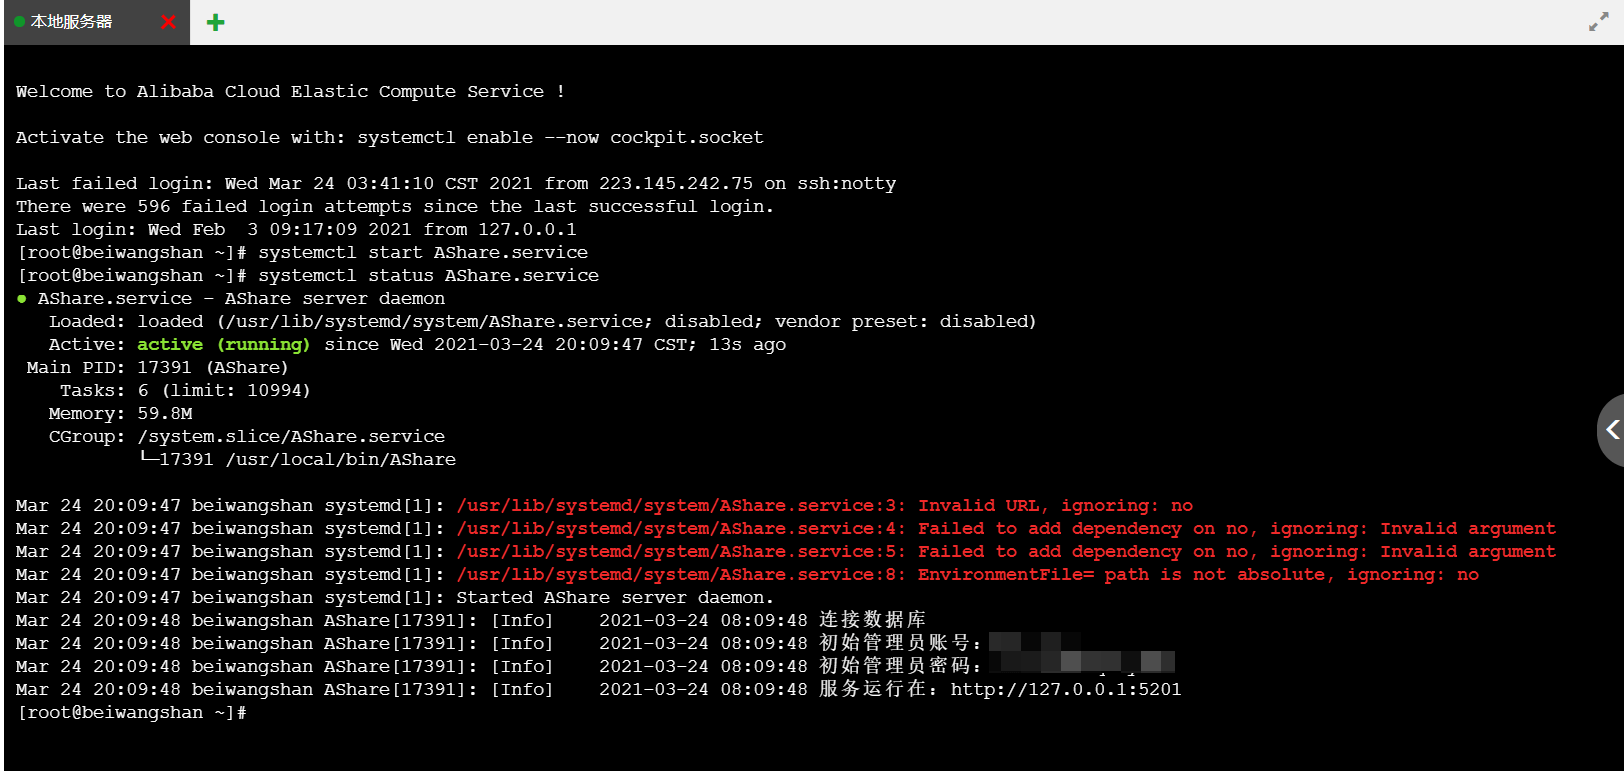 本地服务器
Welcome to Alibaba Cloud Elastic Compute Service !
Activate the web console with: systemctl enable --now cockpit.socket
Last failed login: Wed Mar 24 03:41:10 CST 2021 from 223.145.242.75 on ssh:notty
There were 596 failed login attempts since the last successful login.
Last login: Wed Feb  3 09:17:09 2021 from 127.0.0.1
[root@beiwangshan ~]# systemctl start AShare.service
[root@beiwangshan ~]# systemctl status AShare.service
● AShare.service - AShare server daemon
   Loaded: loaded (/usr/lib/systemd/system/AShare.service; disabled; vendor preset: disabled)
   Active: active (running) since Wed 2021-03-24 20:09:47 CST; 13s ago
 Main PID: 17391 (AShare)
    Tasks: 6 (limit: 10994)
   Memory: 59.8M
   CGroup: /system.slice/AShare.service
           └─17391 /usr/local/bin/AShare
Mar 24 20:09:47 beiwangshan systemd[1]: /usr/lib/systemd/system/AShare.service:3: Invalid URL, ignoring: no
Mar 24 20:09:47 beiwangshan systemd[1]: /usr/lib/systemd/system/AShare.service:4: Failed to add dependency on no, ignoring: Invalid argument
Mar 24 20:09:47 beiwangshan systemd[1]: /usr/lib/systemd/system/AShare.service:5: Failed to add dependency on no, ignoring: Invalid argument
Mar 24 20:09:47 beiwangshan systemd[1]: /usr/lib/systemd/system/AShare.service:8: EnvironmentFile= path is not absolute, ignoring: no
Mar 24 20:09:47 beiwangshan systemd[1]: Started AShare server daemon.
Mar 24 20:09:48 beiwangshan AShare[17391]: [Info]    2021-03-24 08:09:48 连接数据库
Mar 24 20:09:48 beiwangshan AShare[17391]: [Info]    2021-03-24 08:09:48 初始管理员账号：
Mar 24 20:09:48 beiwangshan AShare[17391]: [Info]    2021-03-24 08:09:48 初始管理员密码：
Mar 24 20:09:48 beiwangshan AShare[17391]: [Info]    2021-03-24 08:09:48 服务运行在：http://127.0.0.1:5201
[root@beiwangshan ~]#